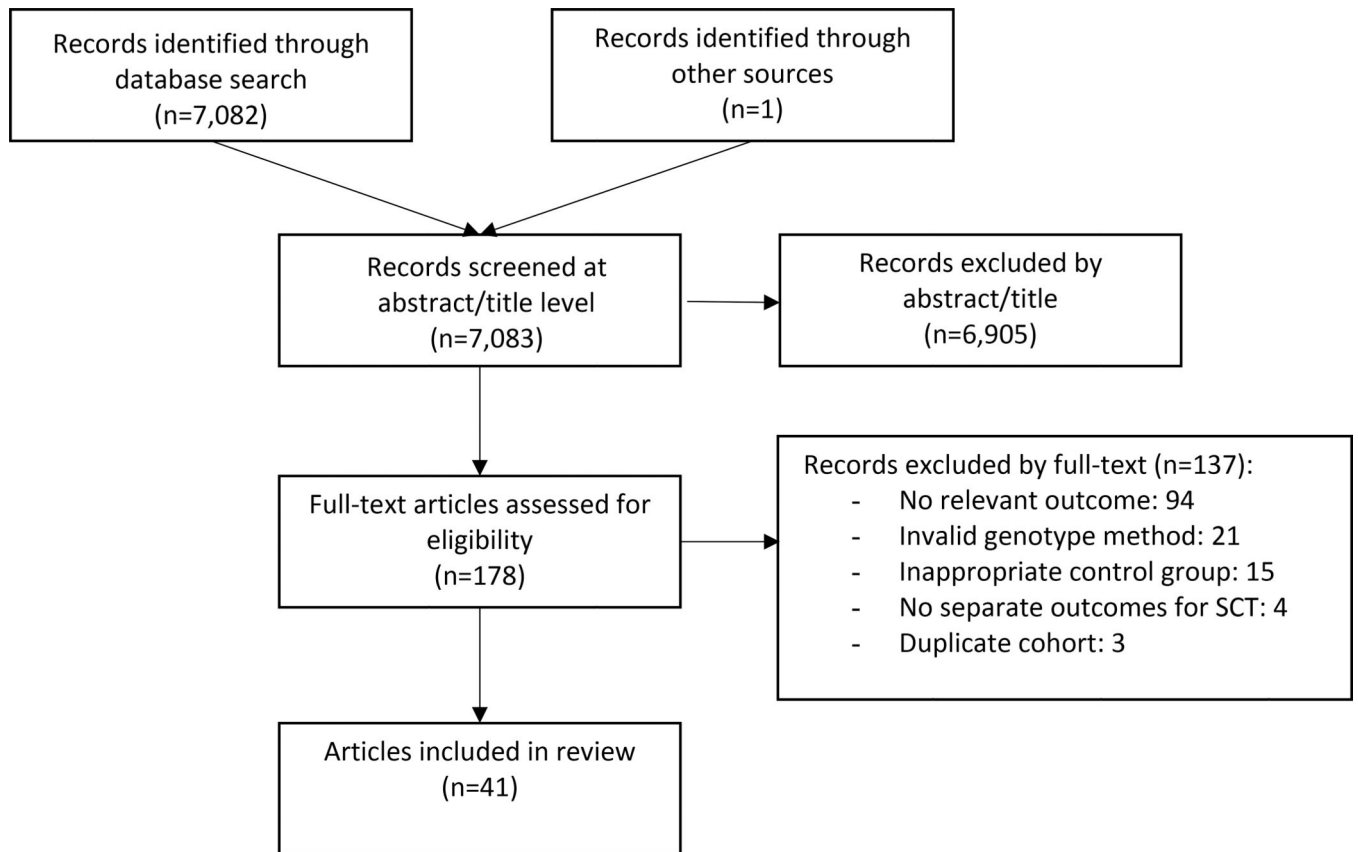 Records identified through
database search
(n=7,082)
Records identified through
other sources
(n=1)
Records screened at
abstract/title level
(n=7,083)
Records excluded by
abstract/title
(n=6,905)
Full-text articles assessed for
eligibility
(n=178)
Records excluded by full-text (n=137):
- No relevant outcome: 94
- Invalid genotype method: 21
- Inappropriate control group: 15
- No separate outcomes for SCT: 4
- Duplicate cohort: 3
Articles included in review
(n=41)